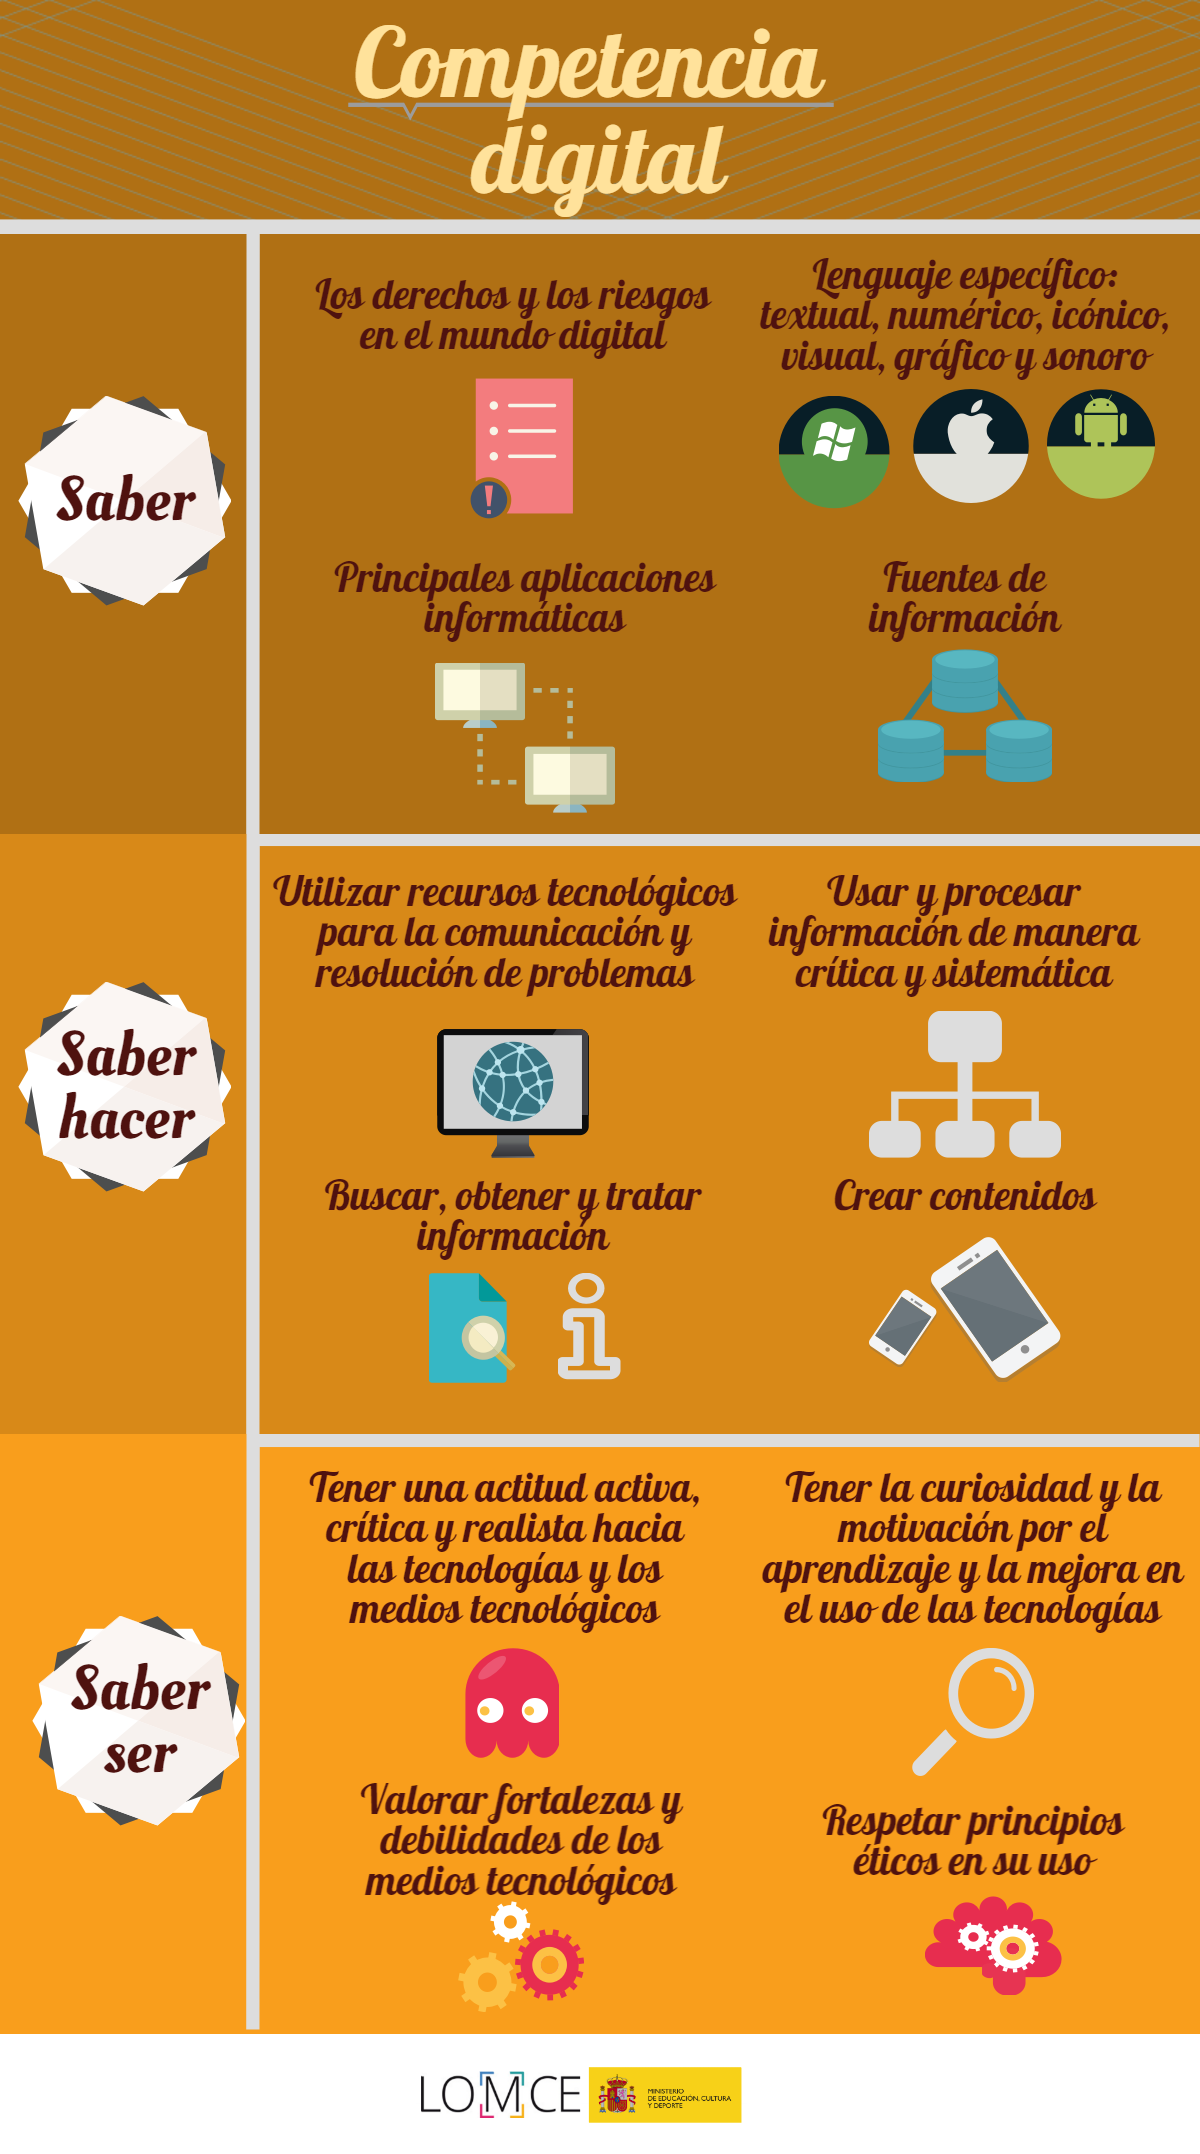 Competencia
digital
Saber
Los derechos y los riesgos
en el mundo digital
Lenguaje específico:
textual, numérico, icónico,
visual, gráfico y sonoro
Principales aplicaciones
informáticas
Fuentes de
información
Saber
hacer
Utilizar recursos tecnológicos
para la comunicación y
resolución de problemas
Usar y procesar
información de manera
crítica y sistemática
Buscar, obtener y tratar
información
Crear contenidos
Saber
ser
Tener una actitud activa,
crítica y realista hacia
las tecnologías y los
medios tecnológicos
Tener la curiosidad y la
motivación por el
aprendizaje y la mejora en
el uso de las tecnologías
Valorar fortalezas y
debilidades de los
medios tecnológicos
Respetar principios
éticos en su uso
LOMCE
MINISTERIO
DE EDUCACIÓN, CULTURA
Y DEPORTE